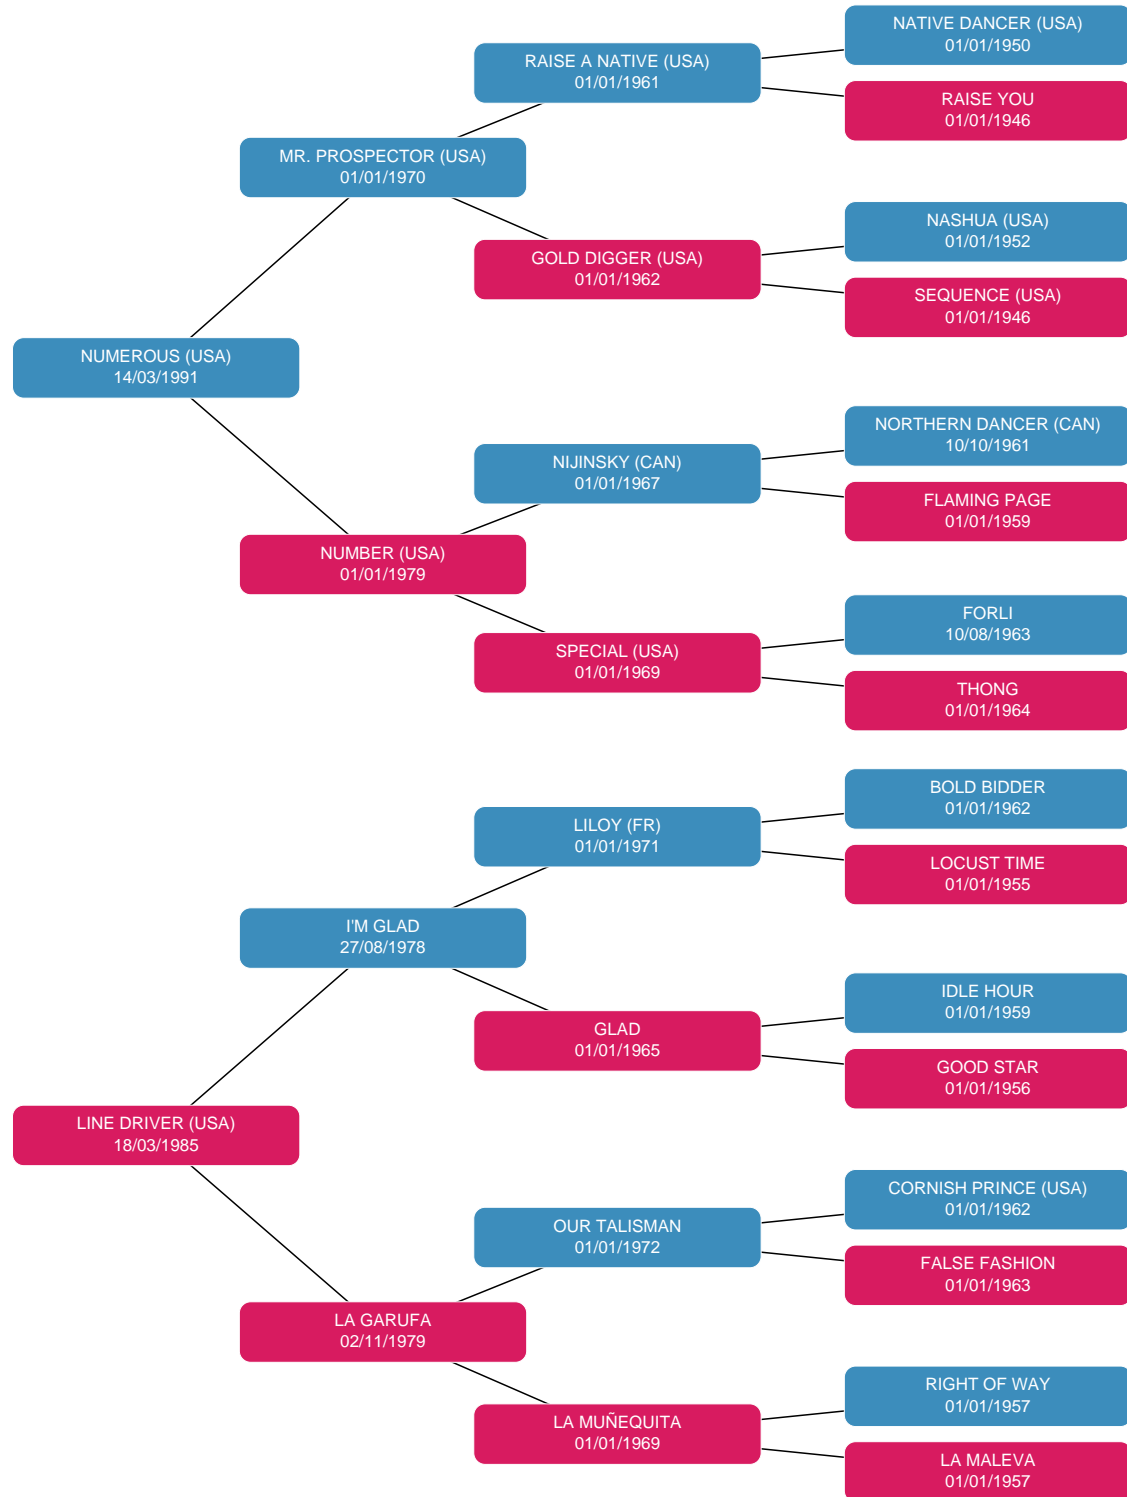 NATIVE DANCER (USA)
01/01/1950
RAISE A NATIVE (USA)
01/01/1961
RAISE YOU
01/01/1946
MR. PROSPECTOR (USA)
01/01/1970
NASHUA (USA)
01/01/1952
GOLD DIGGER (USA)
01/01/1962
SEQUENCE (USA)
01/01/1946
NUMEROUS (USA)
14/03/1991
NORTHERN DANCER (CAN)
10/10/1961
NIJINSKY (CAN)
01/01/1967
FLAMING PAGE
01/01/1959
NUMBER (USA)
01/01/1979
FORLI
10/08/1963
SPECIAL (USA)
01/01/1969
THONG
01/01/1964
BOLD BIDDER
01/01/1962
LILOY (FR)
01/01/1971
LOCUST TIME
01/01/1955
I'M GLAD
27/08/1978
IDLE HOUR
01/01/1959
GLAD
01/01/1965
GOOD STAR
01/01/1956
LINE DRIVER (USA)
18/03/1985
CORNISH PRINCE (USA)
01/01/1962
OUR TALISMAN
01/01/1972
FALSE FASHION
01/01/1963
LA GARUFA
02/11/1979
RIGHT OF WAY
01/01/1957
LA MUÑEQUITA
01/01/1969
LA MALEVA
01/01/1957